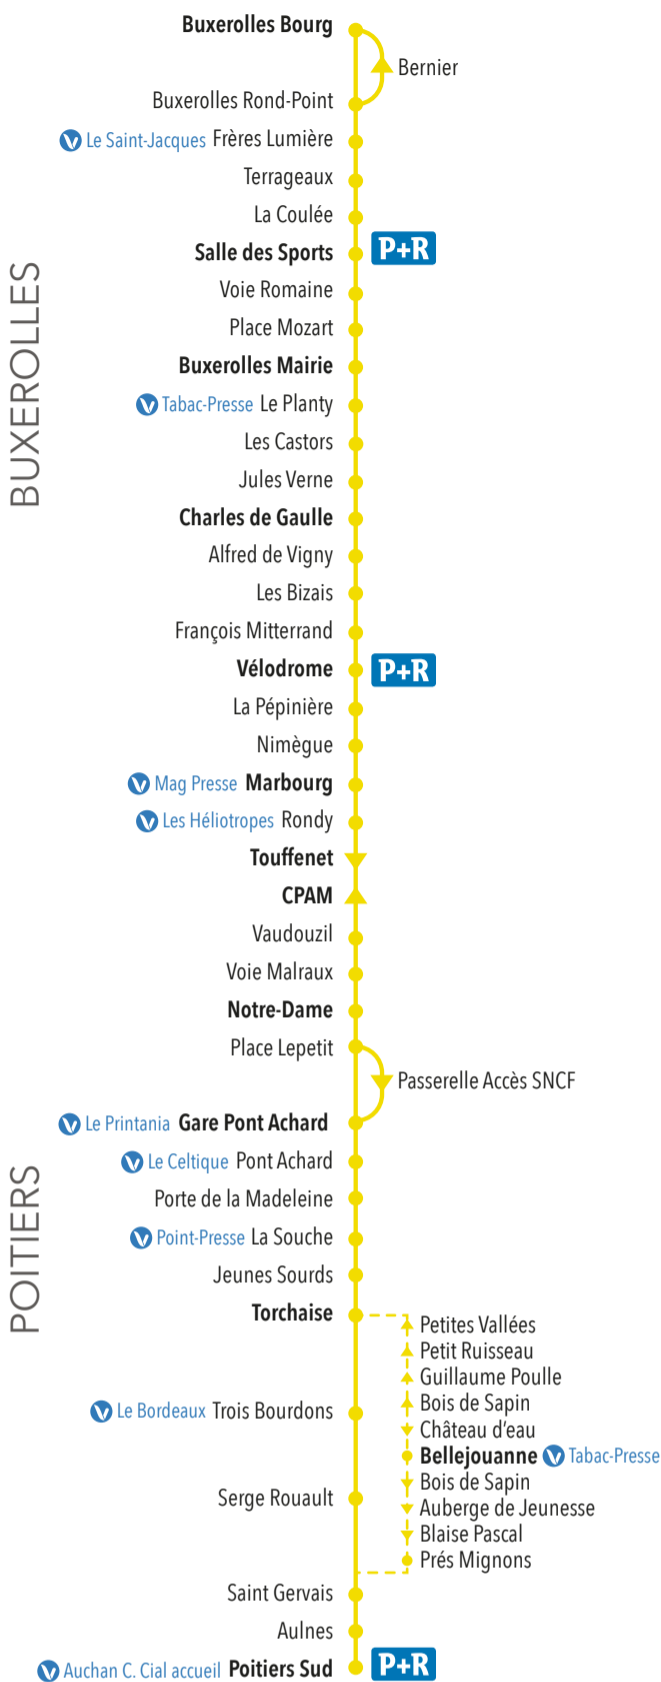 Buxerolles Bourg
Bernier
Buxerolles Rond-Point
Le Saint-Jacques Frères Lumière
Terrageaux
La Coulée
Salle des Sports P+R
Voie Romaine
Place Mozart
Buxerolles Mairie
Tabac-Presse Le Planty
Les Castors
Jules Verne
Charles de Gaulle
Alfred de Vigny
Les Bizais
François Mitterrand
Vélodrome P+R
La Pépinière
Nimègue
Mag Presse Marbourg
Les Héliotropes Rondy
Touffenet
CPAM
Vaudouzil
Voie Malraux
Notre-Dame
Place Lepetit
Passerelle Accès SNCF
Le Printania Gare Pont Achard
Le Celtique Pont Achard
Porte de la Madeleine
Point-Presse La Souche
Jeunes Sourds
Torchaise
Petites Vallées
Petit Ruisseau
Guillaume Poulle
Bois de Sapin
Château d'eau
Bellejouanne Tabac-Presse
Bois de Sapin
Auberge de Jeunesse
Blaise Pascal
Prés Mignons
Le Bordeaux Trois Bourdons
Serge Rouault
Saint Gervais
Aulnes
Auchan C. Cial accueil Poitiers Sud P+R
BUXEROLLES
POITIERS